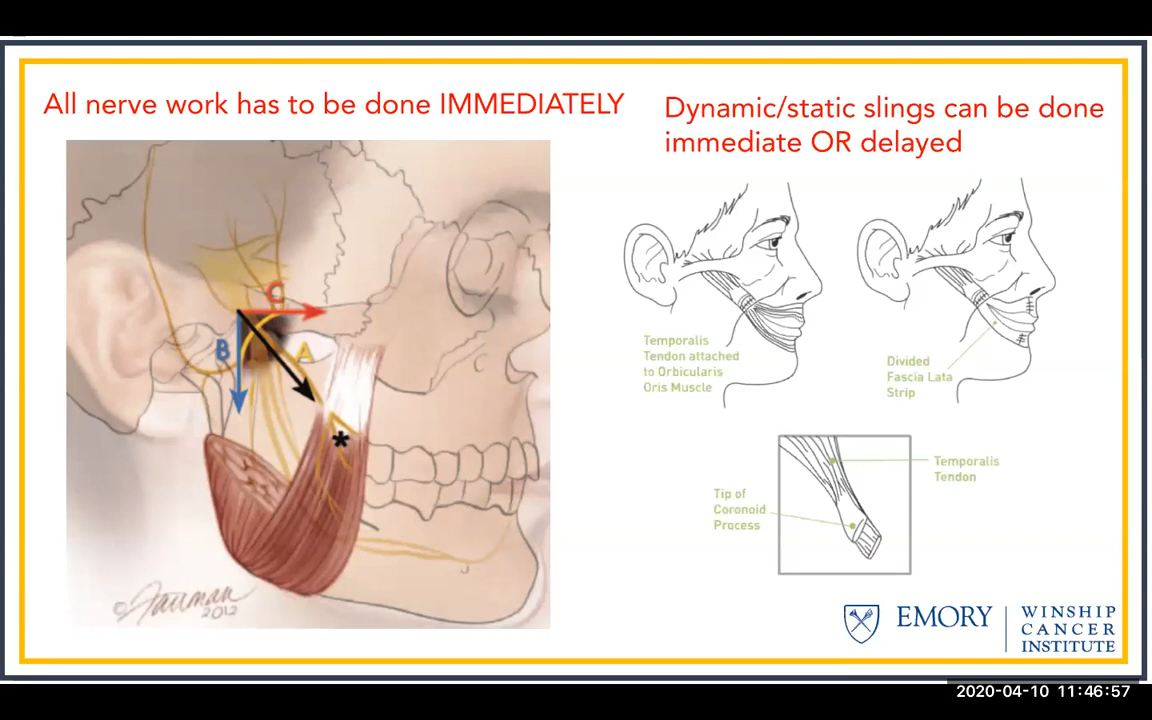 All nerve work has to be done IMMEDIATELY
Dynamic/static slings can be done
immediate OR delayed
C
B
A
*
© 
2012
Temporalis
Tendon attached
to Orbicularis
Oris Muscle
Divided
Fascia Lata
Strip
Temporalis
Tendon
Tip of
Coronoid
Process
EMORY
WINSHIP
CANCER
INSTITUTE
2020-04-10 11:46:57